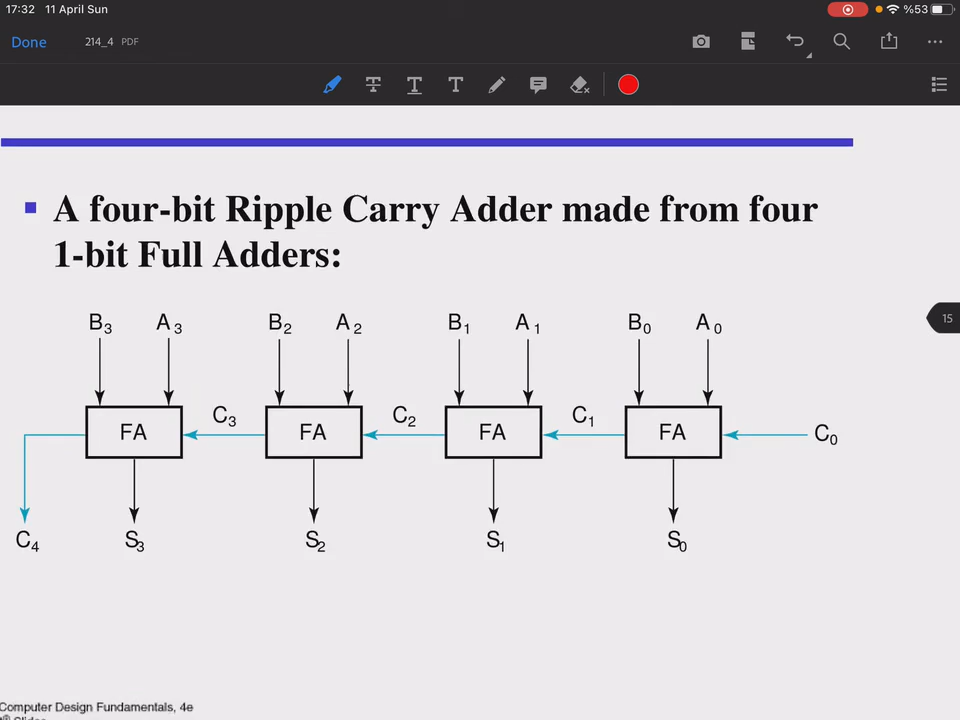 17:32 11 April Sun %53
Done 214_4 PDF
A four-bit Ripple Carry Adder made from four
1-bit Full Adders:
B3 A3 B2 A2 B1 A1 B0 A0
C3 C2 C1
FA FA FA FA C0
C4 S3 S2 S1 S0
15
Computer Design Fundamentals, 4e